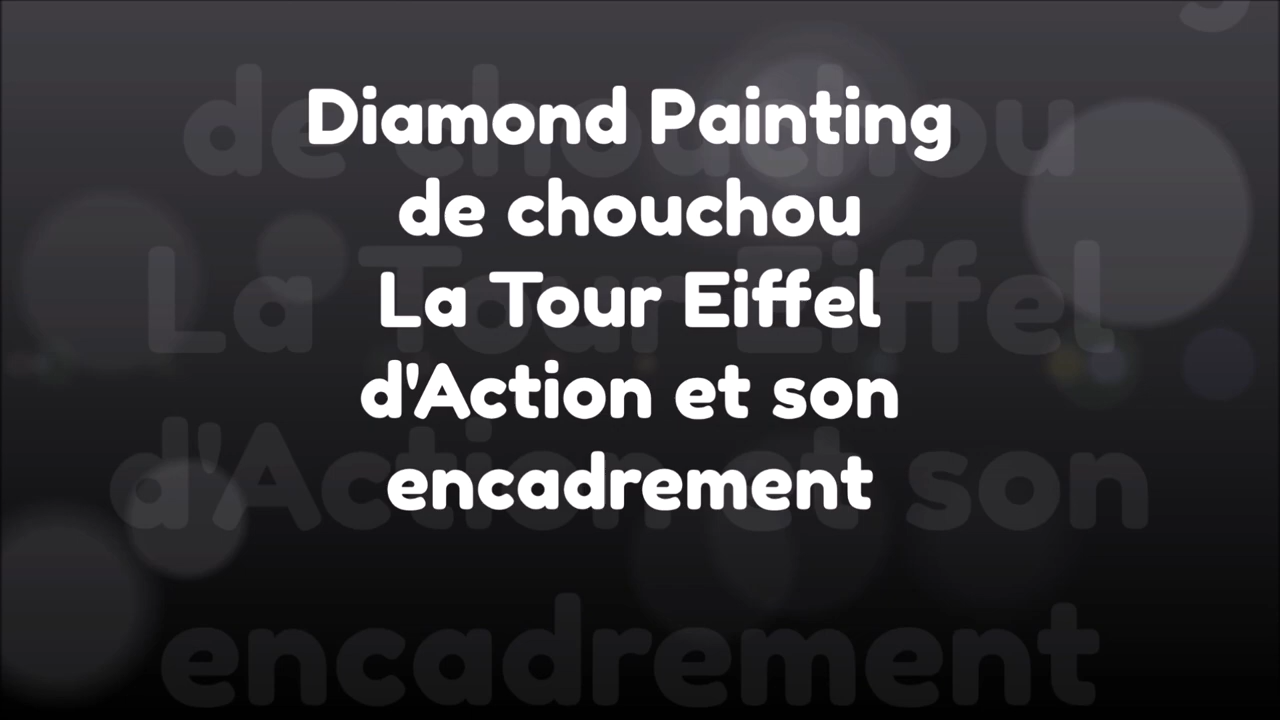 Diamond Painting
de chouchou
La Tour Eiffel
d'Action et son
encadrement